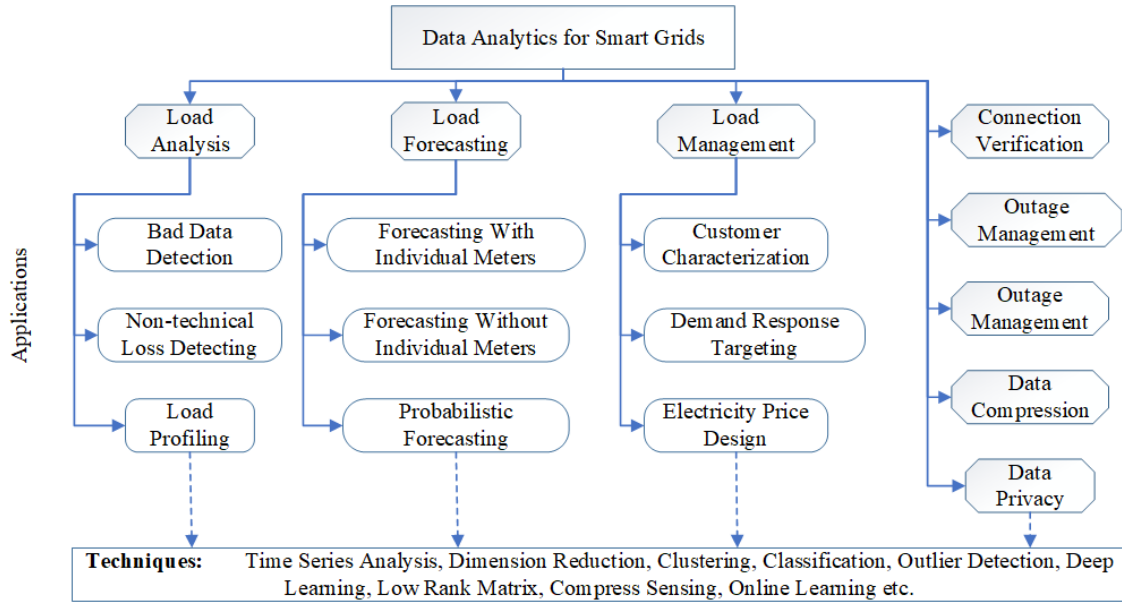 Data Analytics for Smart Grids
Load
Analysis
Load
Forecasting
Load
Management
Connection
Verification
Bad Data
Detection
Forecasting With
Individual Meters
Customer
Characterization
Outage
Management
Applications
Non-technical
Loss Detecting
Forecasting Without
Individual Meters
Demand Response
Targeting
Outage
Management
Load
Profiling
Probabilistic
Forecasting
Electricity Price
Design
Data
Compression
Data
Privacy
Techniques: Time Series Analysis, Dimension Reduction, Clustering, Classification, Outlier Detection, Deep
Learning, Low Rank Matrix, Compress Sensing, Online Learning etc.